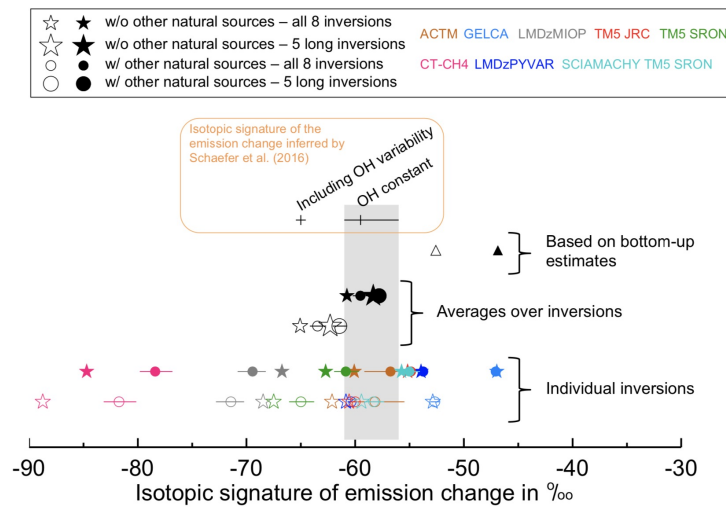 w/o other natural sources – all 8 inversions
w/o other natural sources – 5 long inversions
w/ other natural sources – all 8 inversions
w/ other natural sources – 5 long inversions
ACTM GELCA LMDzMIOP TM5 JRC TM5 SRON
CT-CH4 LMDzPYVAR SCIAMACHY TM5 SRON
Isotopic signature of the
emission change inferred by
Schaefer et al. (2016)
Including OH variability
OH constant
Based on bottom-up
estimates
Averages over inversions
Individual inversions
-90 -80 -70 -60 -50 -40 -30
Isotopic signature of emission change in ‰